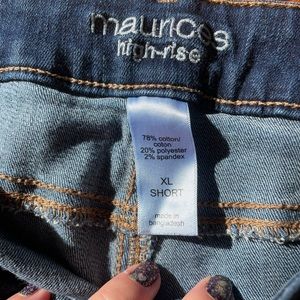 maurices
high-rise
78% cotton/
coton
20% polyester
2% spandex
XL
SHORT
made in
bangladesh